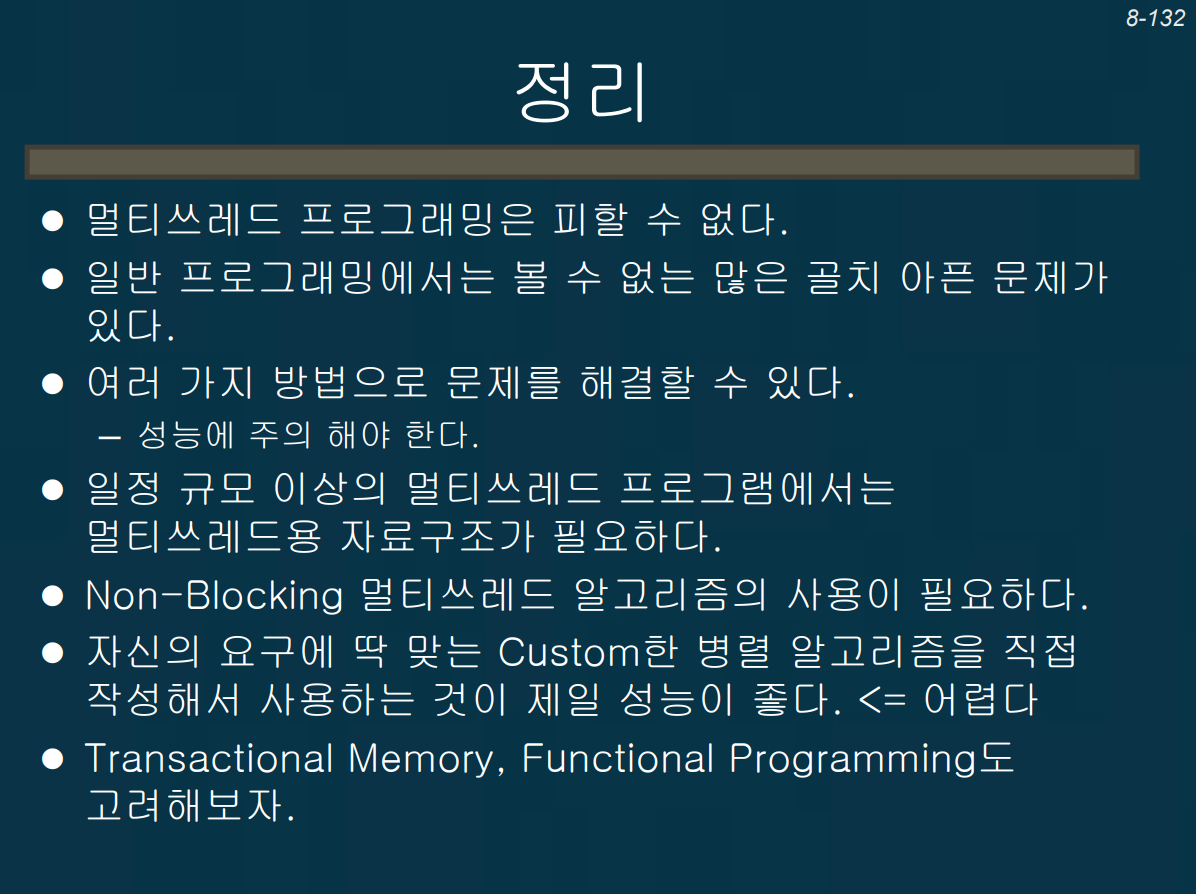 8-132
정리
● 멀티쓰레드 프로그래밍은 피할 수 없다.
● 일반 프로그래밍에서는 볼 수 없는 많은 골치 아픈 문제가
있다.
● 여러 가지 방법으로 문제를 해결할 수 있다.
– 성능에 주의 해야 한다.
● 일정 규모 이상의 멀티쓰레드 프로그램에서는
멀티쓰레드용 자료구조가 필요하다.
● Non-Blocking 멀티쓰레드 알고리즘의 사용이 필요하다.
● 자신의 요구에 딱 맞는 Custom한 병렬 알고리즘을 직접
작성해서 사용하는 것이 제일 성능이 좋다. <= 어렵다
● Transactional Memory, Functional Programming도
고려해보자.